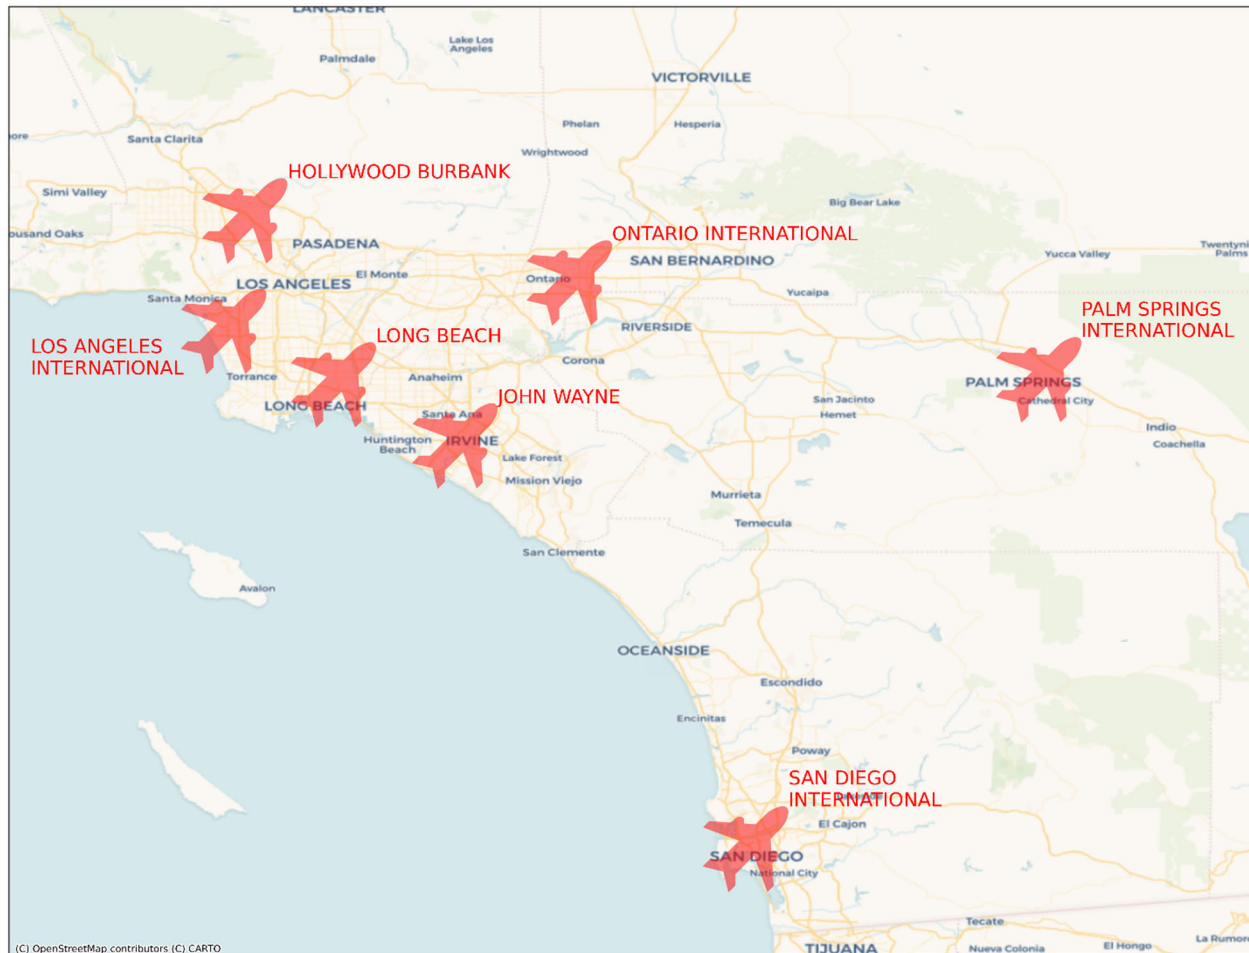 LANCASTER
Lake Los
Angeles
Palmdale
VICTORVILLE
Phelan
Hesperia
Santa Clarita
Wrightwood
HOLLYWOOD BURBANK
Simi Valley
Big Bear Lake
ousand Oaks
PASADENA
ONTARIO INTERNATIONAL
Twentyni
Palms
Yucca Valley
SAN BERNARDINO
El Monte
Ontario
LOS ANGELES
Santa Monica
Yucaipa
PALM SPRINGS
INTERNATIONAL
RIVERSIDE
LONG BEACH
LOS ANGELES
INTERNATIONAL
Corona
Torrance
Anaheim
PALM SPRINGS
Cathedral City
JOHN WAYNE
San Jacinto
Hemet
LONG BEACH
Santa Ana
Indio
Coachella
Huntington
Beach
IRVINE
Lake Forest
Mission Viejo
Murrieta
Temecula
San Clemente
Avalon
OCEANSIDE
Escondido
Encinitas
Poway
SAN DIEGO
INTERNATIONAL
El Cajon
SAN DIEGO
National City
Tecate
La Rumoro
TIJUANA
Nueva Colonia
El Hongo
(C) OpenStreetMap contributors (C) CARTO